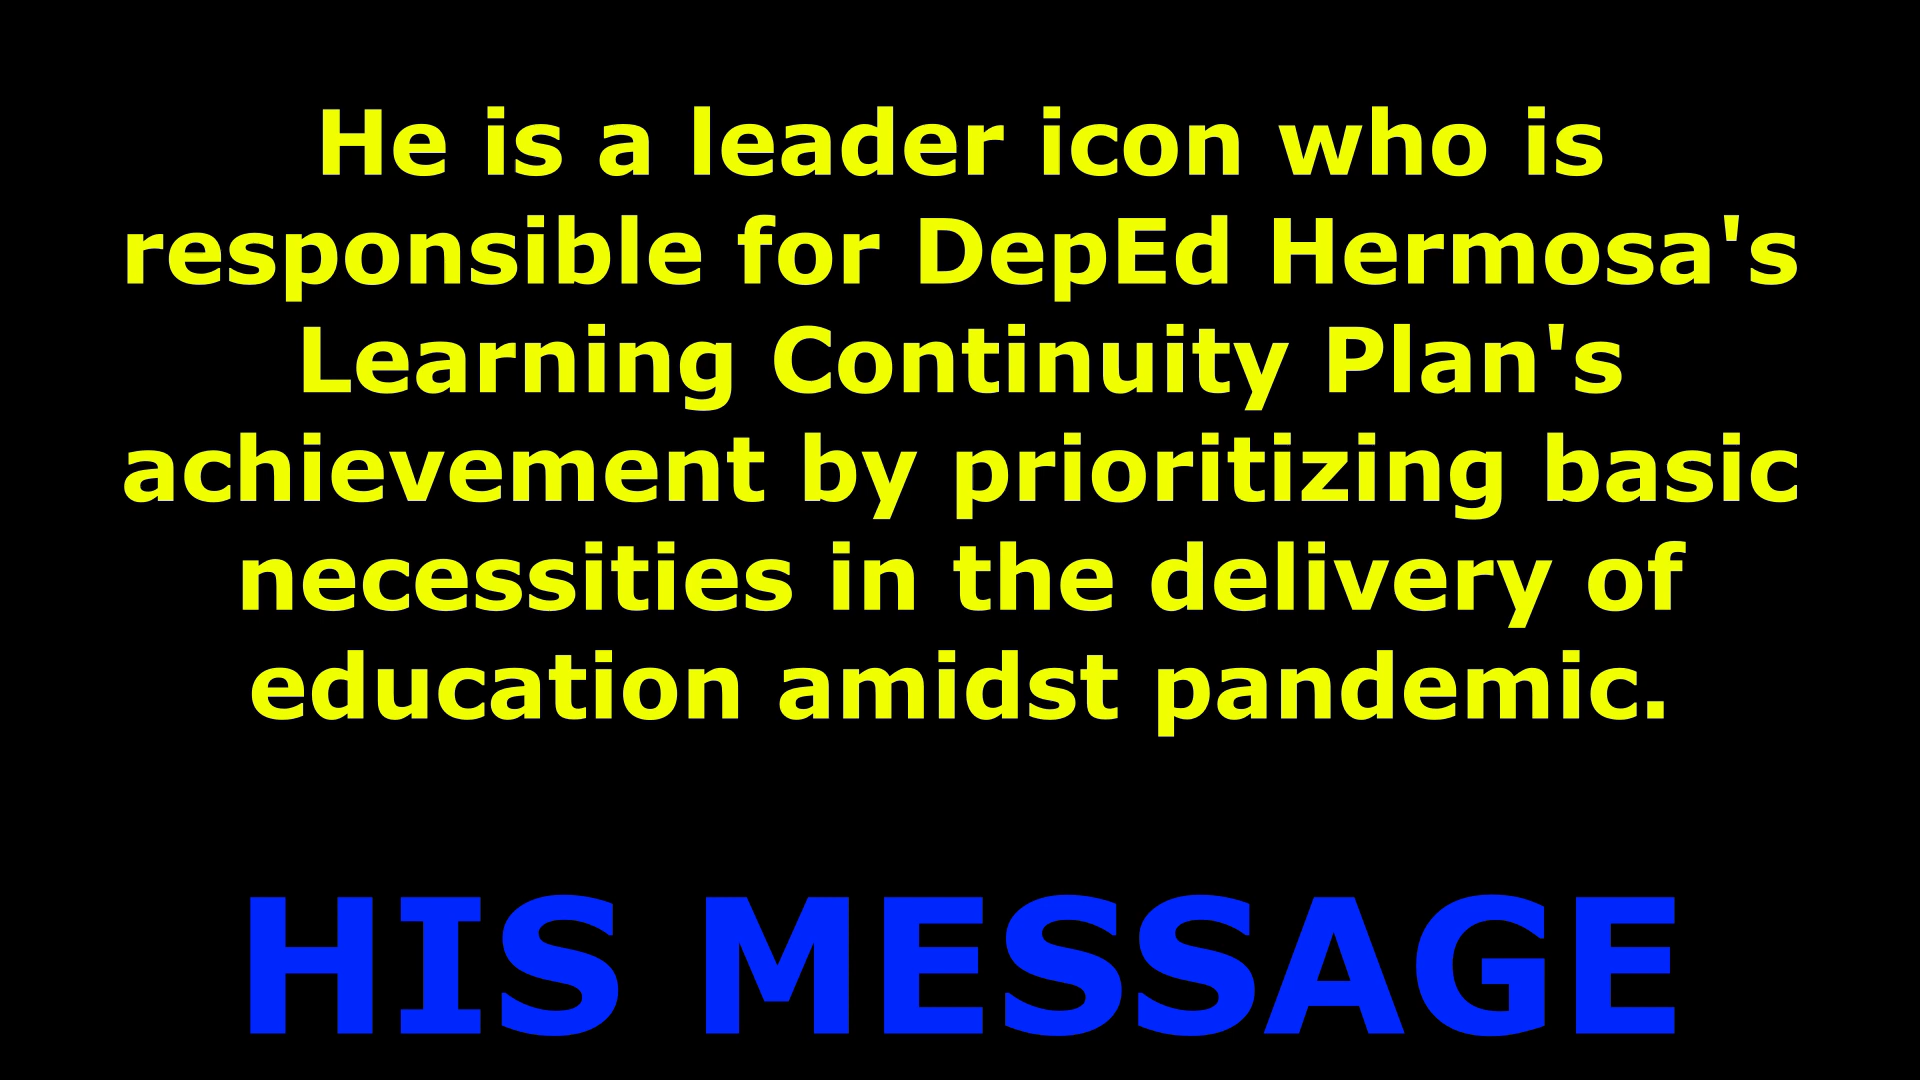 He is a leader icon who is
responsible for DepEd Hermosa's
Learning Continuity Plan's
achievement by prioritizing basic
necessities in the delivery of
education amidst pandemic.
HIS MESSAGE